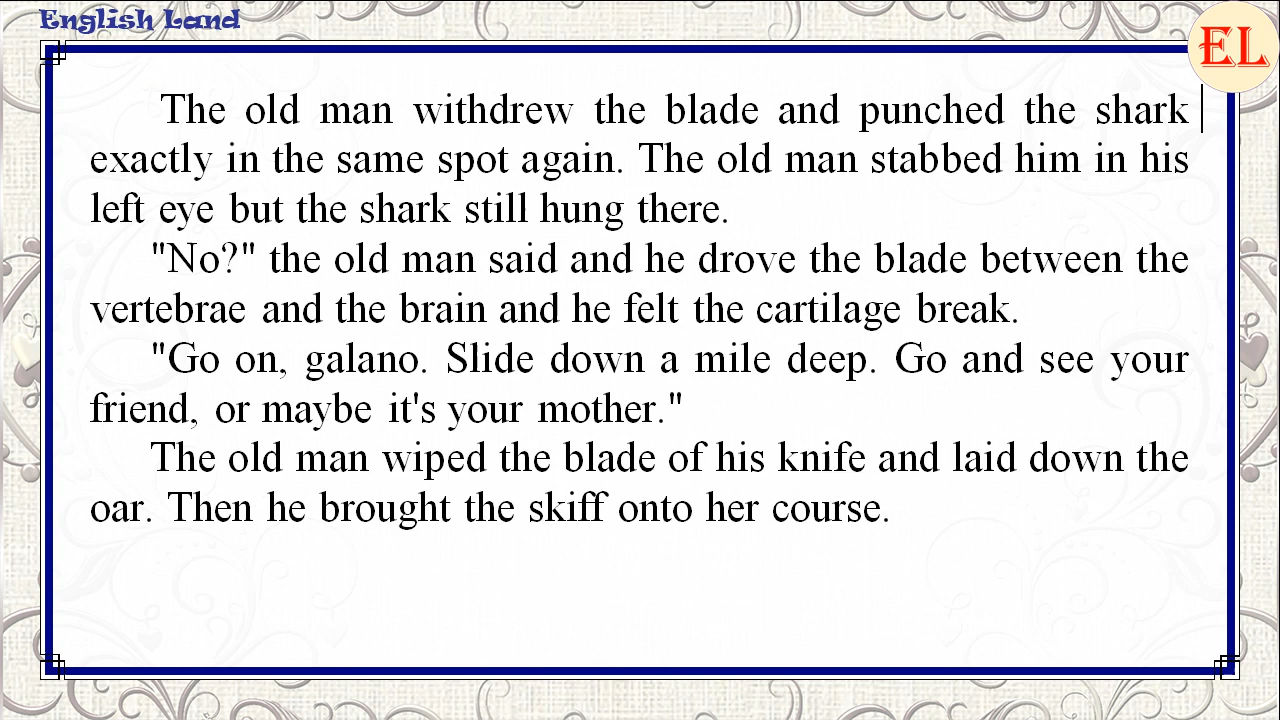 English Land
EL
The old man withdrew the blade and punched the shark
exactly in the same spot again. The old man stabbed him in his
left eye but the shark still hung there.
"No?" the old man said and he drove the blade between the
vertebrae and the brain and he felt the cartilage break.
"Go on, galano. Slide down a mile deep. Go and see your
friend, or maybe it's your mother."
The old man wiped the blade of his knife and laid down the
oar. Then he brought the skiff onto her course.